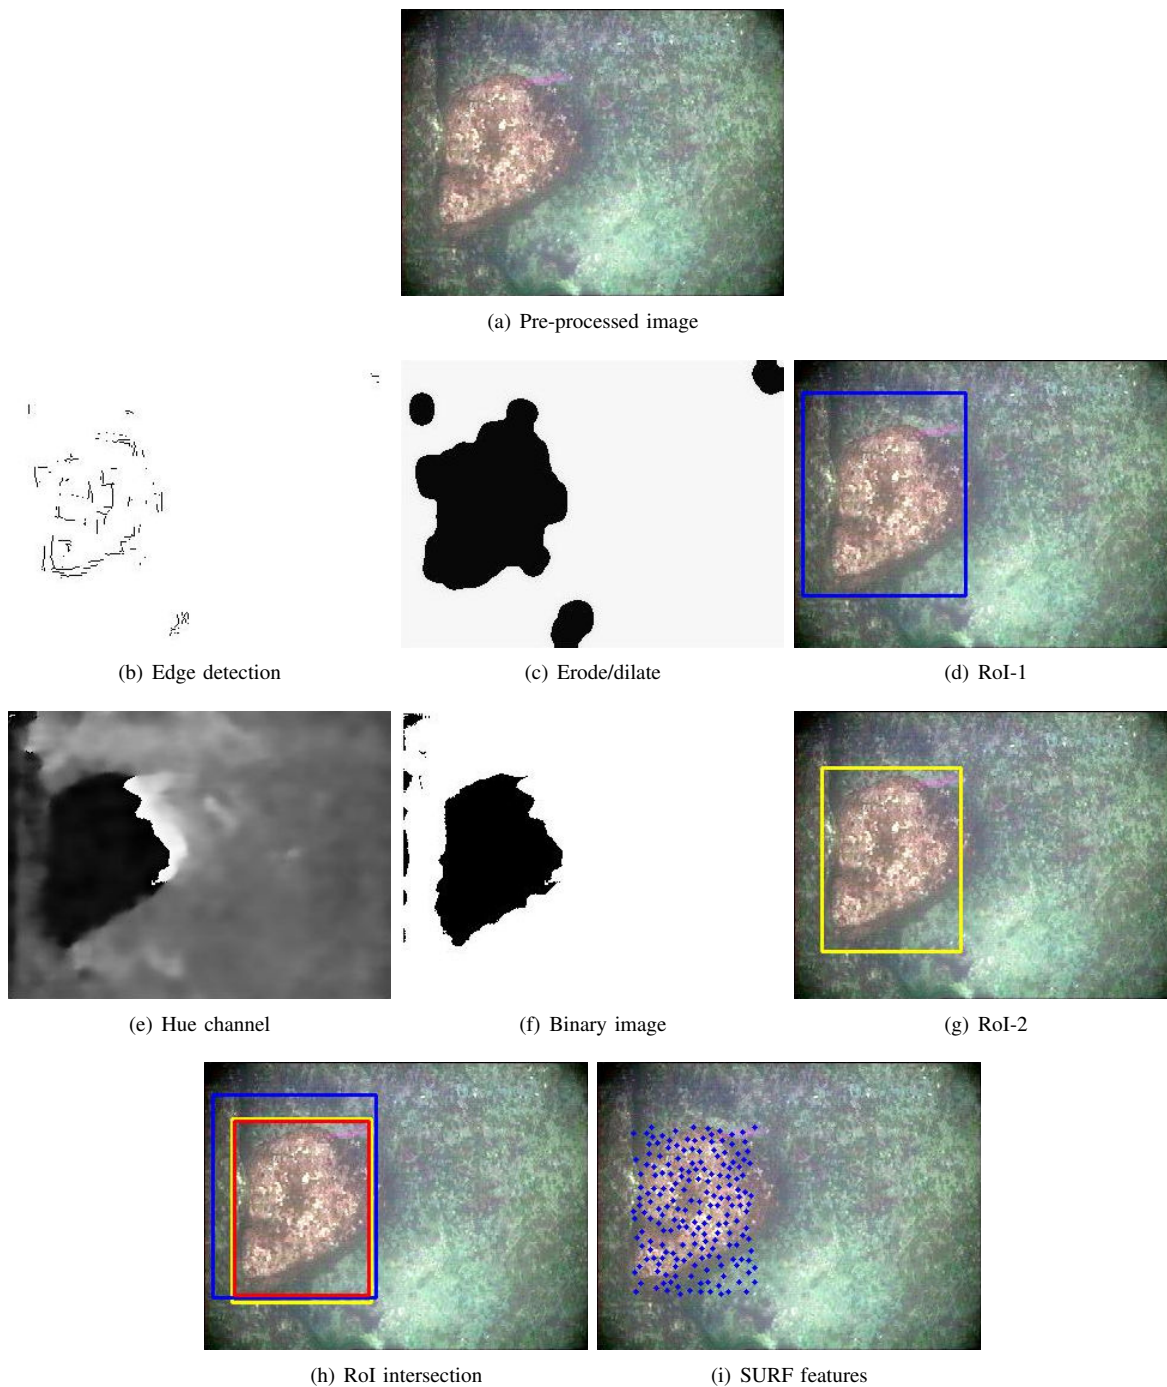 (a) Pre-processed image
(b) Edge detection
(c) Erode/dilate
(d) RoI-1
(e) Hue channel
(f) Binary image
(g) RoI-2
(h) RoI intersection
(i) SURF features